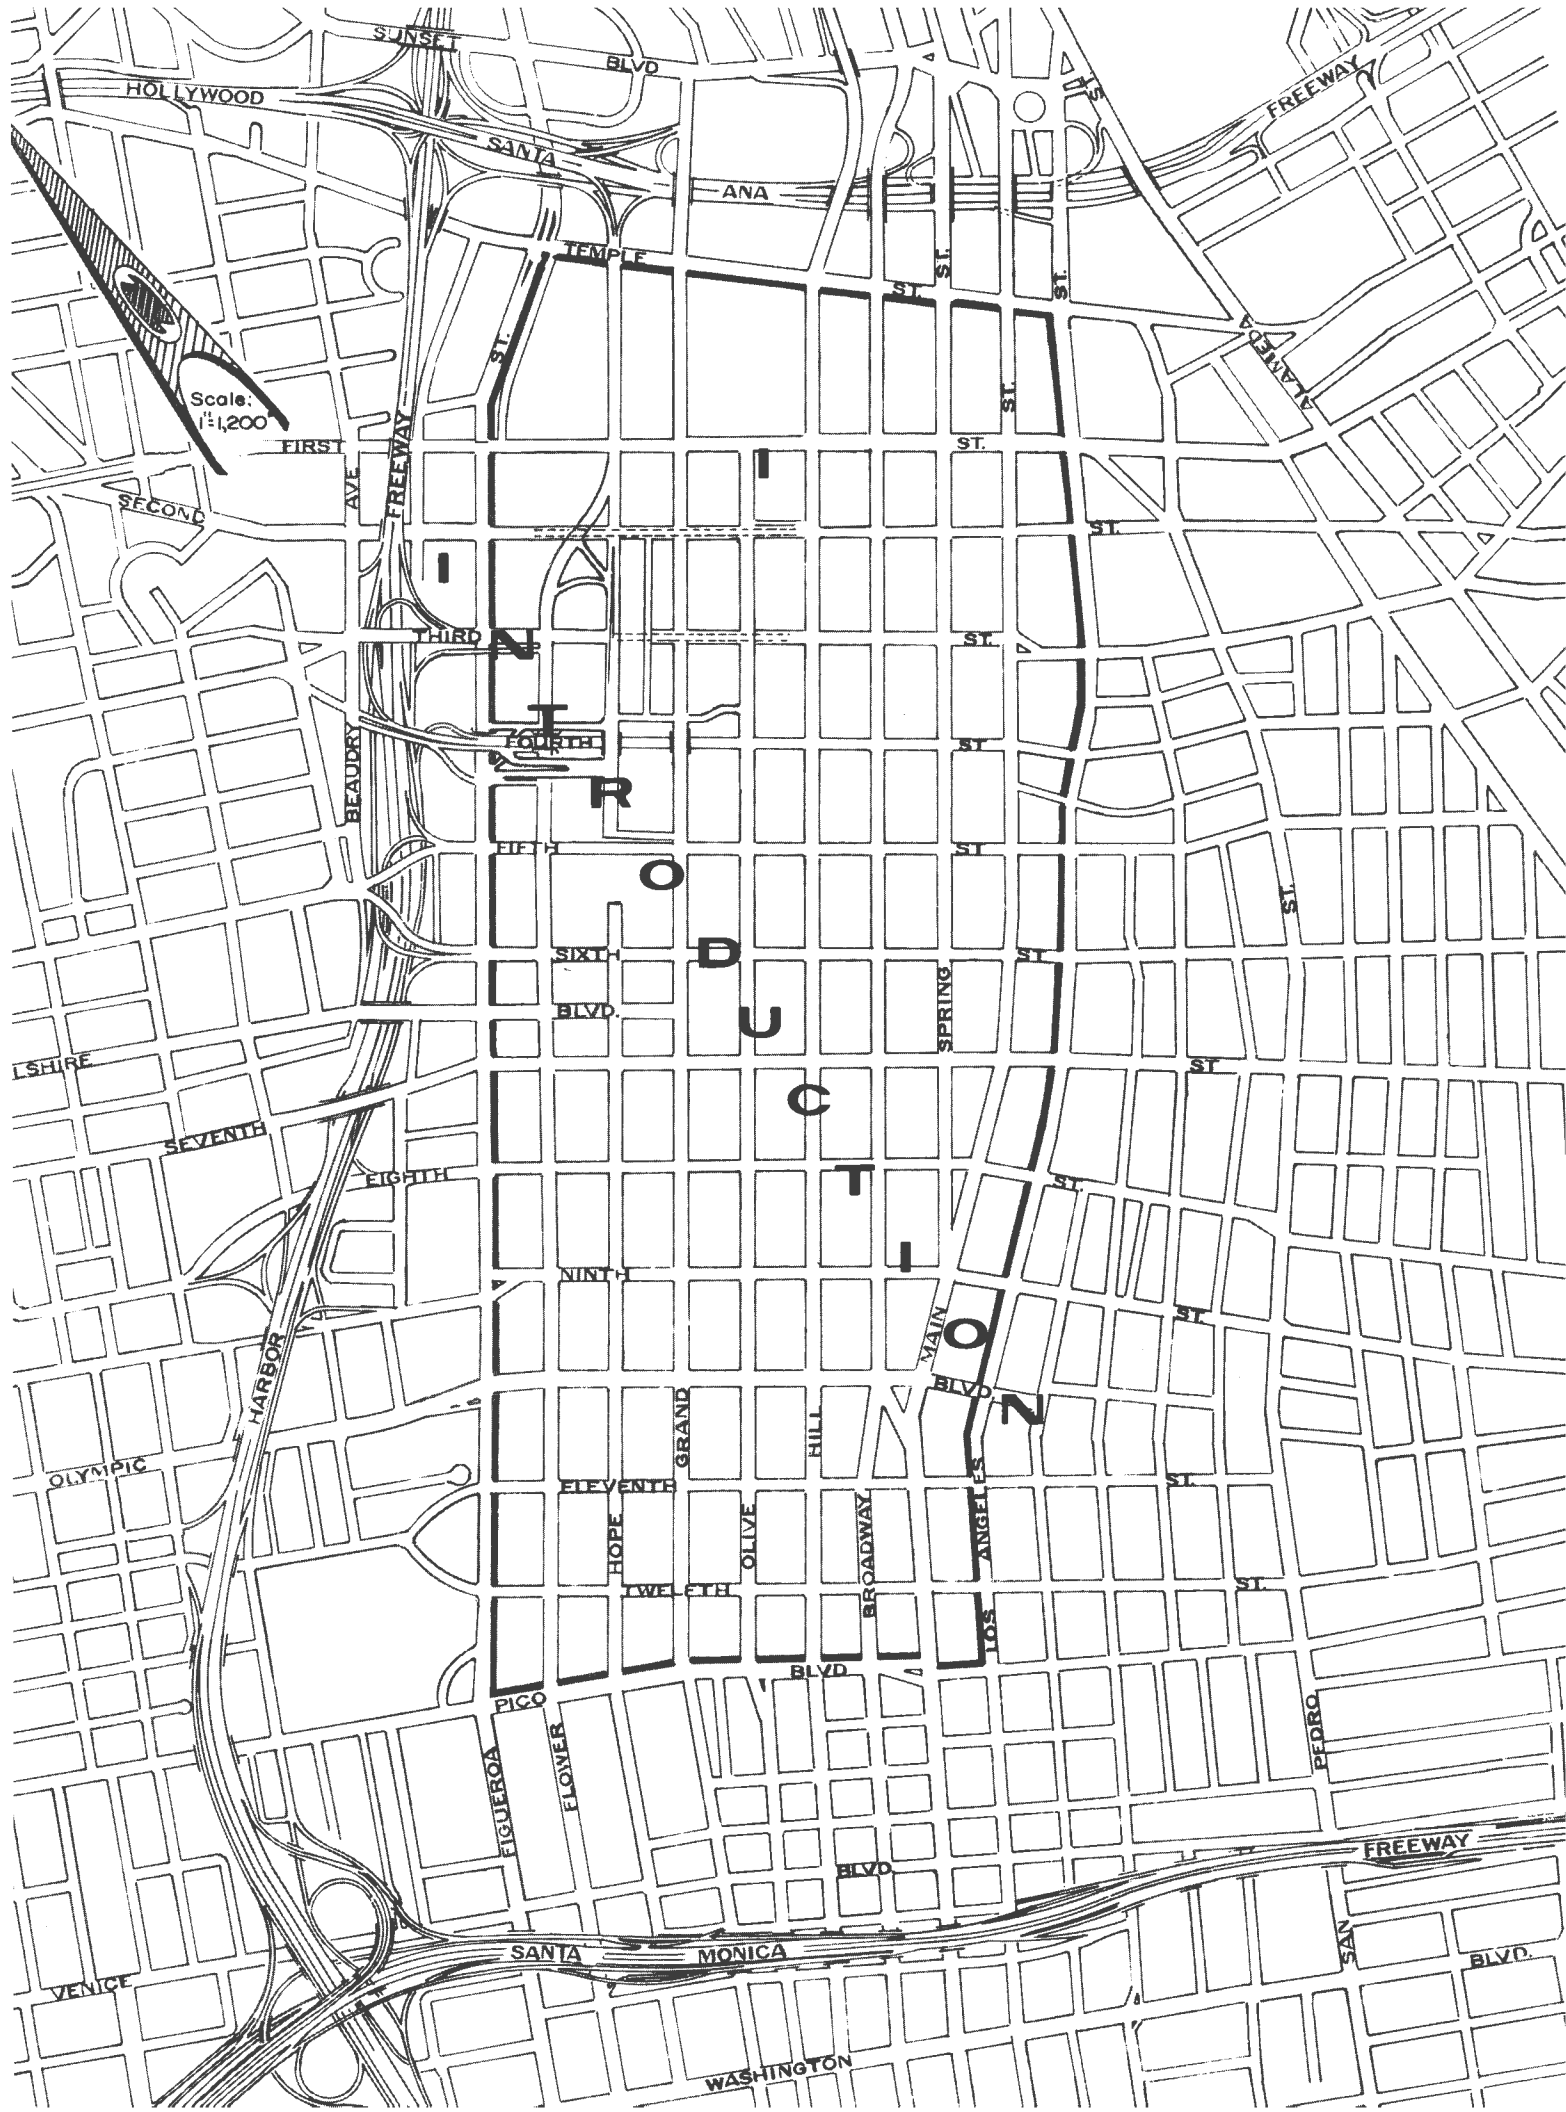 SUNSET
BLVD
HOLLYWOOD
FREEWAY
ST
SANTA
ANA
TEMPLE
ST.
ST.
ST.
ST.
ALAMEDA
Scale:
1"=1,200'
ST.
FIRST
ST.
I
AVE
FREEWAY
SECOND
ST.
I
THIRD
N
ST.
T
FOURTH
ST
BEAUDRY
R
FIFTH
ST
O
ST.
D
SIXTH
ST
BLVD.
SPRING
U
LSHIRE
ST
C
SEVENTH
EIGHTH
T
ST.
I
NINTH
ST.
MAIN
O
HARBOR
BLVD.
N
GRAND
HILL
OLYMPIC
ELEVENTH
ST.
ANGELES
HOPE
OLIVE
BROADWAY
TWELFTH
ST.
LOS
BLVD
PICO
PEDRO
FLOWER
FIGUEROA
FREEWAY
BLVD.
SANTA
MONICA
SAN
BLVD.
VENICE
WASHINGTON